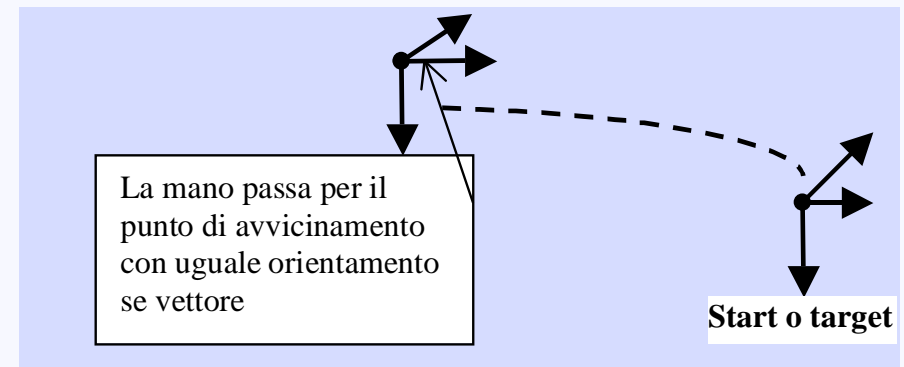 La mano passa per il
punto di avvicinamento
con uguale orientamento
se vettore
Start o target